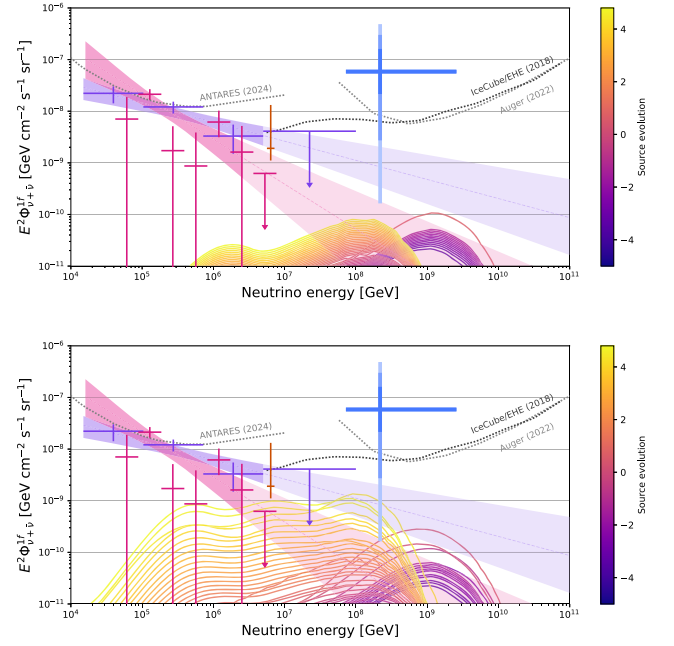 10⁻⁶
10⁻⁷
10⁻⁸
10⁻⁹
10⁻¹⁰
10⁻¹¹
E²Φ¹ᶠ_ν+ν̄ [GeV cm⁻² s⁻¹ sr⁻¹]
ANTARES (2024)
IceCube/EHE (2018)
Auger (2022)
10⁴ 10⁵ 10⁶ 10⁷ 10⁸ 10⁹ 10¹⁰ 10¹¹
Neutrino energy [GeV]
4
2
0
−2
−4
Source evolution
10⁻⁶
10⁻⁷
10⁻⁸
10⁻⁹
10⁻¹⁰
10⁻¹¹
E²Φ¹ᶠ_ν+ν̄ [GeV cm⁻² s⁻¹ sr⁻¹]
ANTARES (2024)
IceCube/EHE (2018)
Auger (2022)
10⁴ 10⁵ 10⁶ 10⁷ 10⁸ 10⁹ 10¹⁰ 10¹¹
Neutrino energy [GeV]
4
2
0
−2
−4
Source evolution